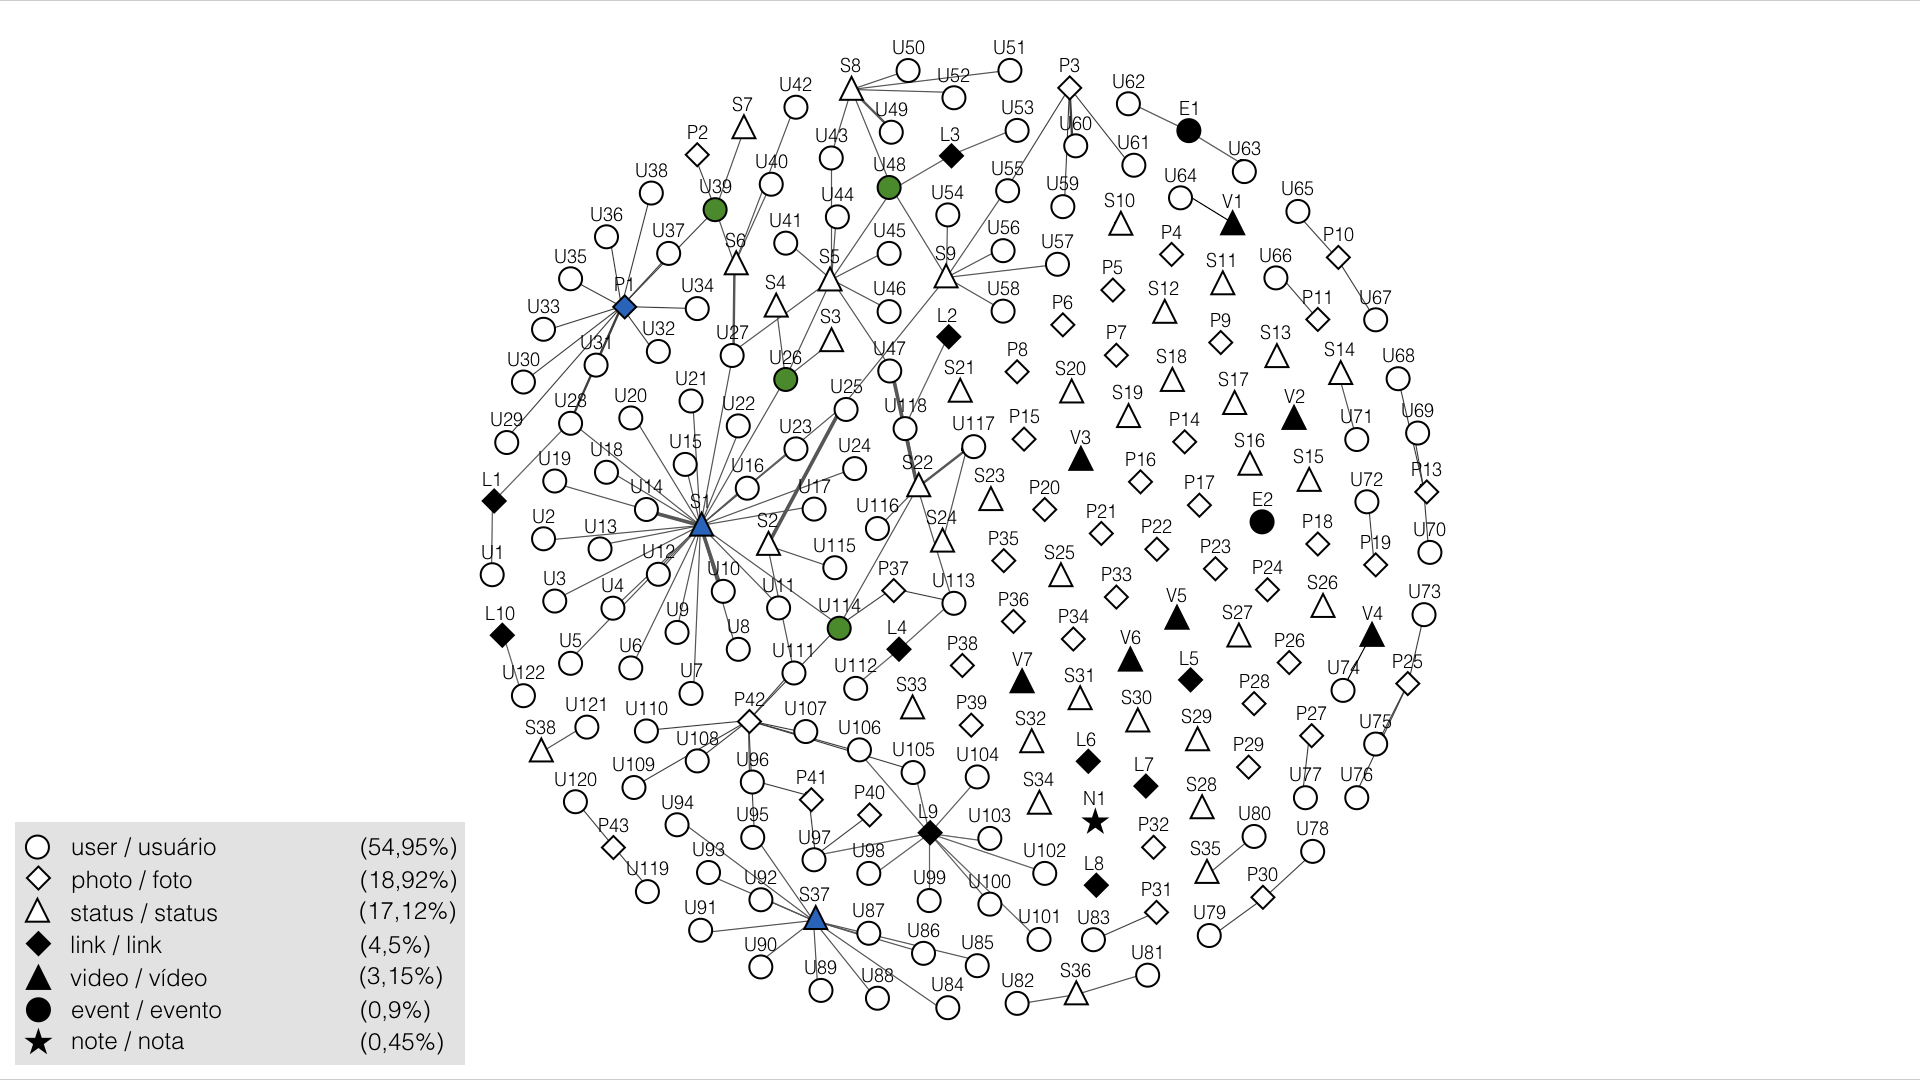 U50
U51
S8
P3
U52
U62
U42
S7
U49
U53
E1
P2
U43
L3
U60
U61
U63
U38
U40
U48
U55
U39
U44
U54
U59
S10
U64
V1
U65
U36
U37
U41
U45
U56
P4
P10
S6
S5
S9
U57
U35
P5
S11
U66
P1
U34
S4
U46
U58
P6
S12
P11
U67
U33
U32
S3
L2
U31
U27
U26
U47
P7
P9
S13
S14
U30
P8
S21
S20
S18
U68
U21
U25
S17
V2
U29
U28
U20
U22
U118
S19
U69
U23
U117
P15
P14
U71
U15
U24
V3
S16
U19
U18
U16
S22
P16
S15
P13
L1
U14
S1
U17
S23
P20
P17
U72
U2
U13
S2
U116
S24
P21
E2
P18
U70
U1
U12
U115
P35
S25
P22
P23
P19
U3
U4
U10
U11
P37
U113
P33
P24
S26
L10
U9
U114
P36
P34
V5
S27
U73
U5
U6
U8
L4
V4
U122
U7
U111
U112
P38
V6
P26
V7
S31
L5
U74
P25
U121
U110
P42
U107
S33
P39
S30
P28
S38
U108
U106
S32
S29
P27
U75
U109
U96
U105
U104
L6
P29
U120
P41
P40
S34
L7
U77
U76
U94
U95
L9
U103
N1
S28
P43
U93
U97
U98
U102
P32
U80
U78
U119
U92
S37
U99
U100
L8
S35
U91
U87
U101
U83
P31
P30
U90
U86
U85
U79
U89
U88
U84
U82
S36
U81
user / usuário (54,95%)
photo / foto (18,92%)
status / status (17,12%)
link / link (4,5%)
video / vídeo (3,15%)
event / evento (0,9%)
note / nota (0,45%)